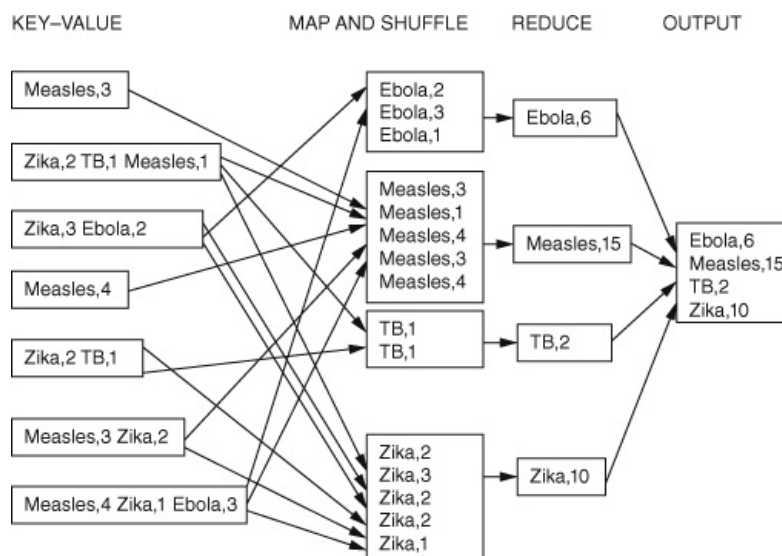 KEY–VALUE
MAP AND SHUFFLE
REDUCE
OUTPUT
Measles,3
Zika,2 TB,1 Measles,1
Zika,3 Ebola,2
Measles,4
Zika,2 TB,1
Measles,3 Zika,2
Measles,4 Zika,1 Ebola,3
Ebola,2
Ebola,3
Ebola,1
Measles,3
Measles,1
Measles,4
Measles,3
Measles,4
TB,1
TB,1
Zika,2
Zika,3
Zika,2
Zika,2
Zika,1
Ebola,6
Measles,15
TB,2
Zika,10
Ebola,6
Measles,15
TB,2
Zika,10